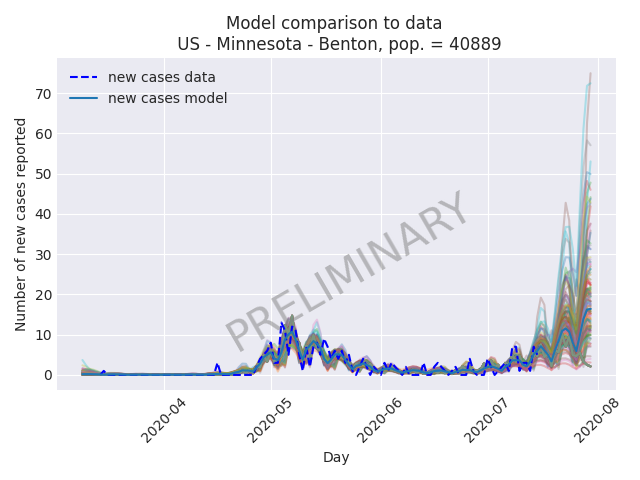 Model comparison to data
US - Minnesota - Benton, pop. = 40889
new cases data
new cases model
Number of new cases reported
70
60
50
40
30
20
10
0
PRELIMINARY
2020-04
2020-05
2020-06
2020-07
2020-08
Day